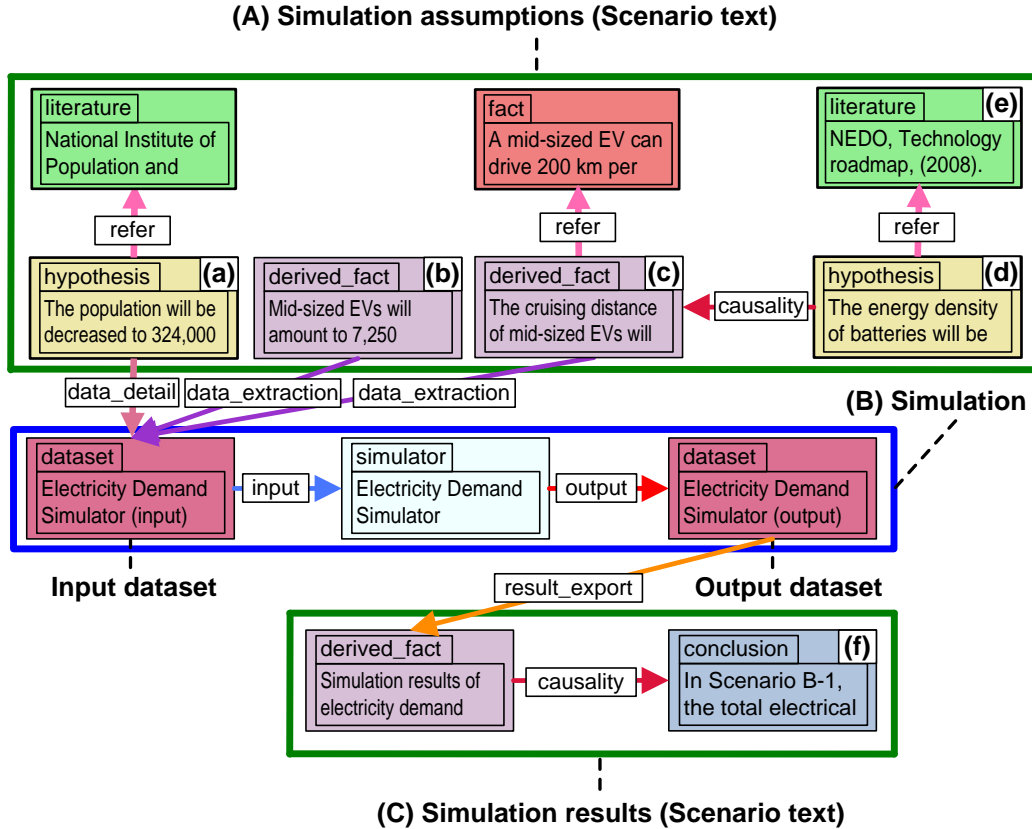 (A) Simulation assumptions (Scenario text)
literature
National Institute of
Population and
fact
A mid-sized EV can
drive 200 km per
literature
(e)
NEDO, Technology
roadmap, (2008).
refer
refer
refer
hypothesis
(a)
The population will be
decreased to 324,000
derived_fact
(b)
Mid-sized EVs will
amount to 7,250
derived_fact
(c)
The cruising distance
of mid-sized EVs will
causality
hypothesis
(d)
The energy density
of batteries will be
data_detail
data_extraction
data_extraction
(B) Simulation
dataset
Electricity Demand
Simulator (input)
input
simulator
Electricity Demand
Simulator
output
dataset
Electricity Demand
Simulator (output)
Input dataset
Output dataset
result_export
derived_fact
Simulation results of
electricity demand
causality
conclusion
(f)
In Scenario B-1,
the total electrical
(C) Simulation results (Scenario text)